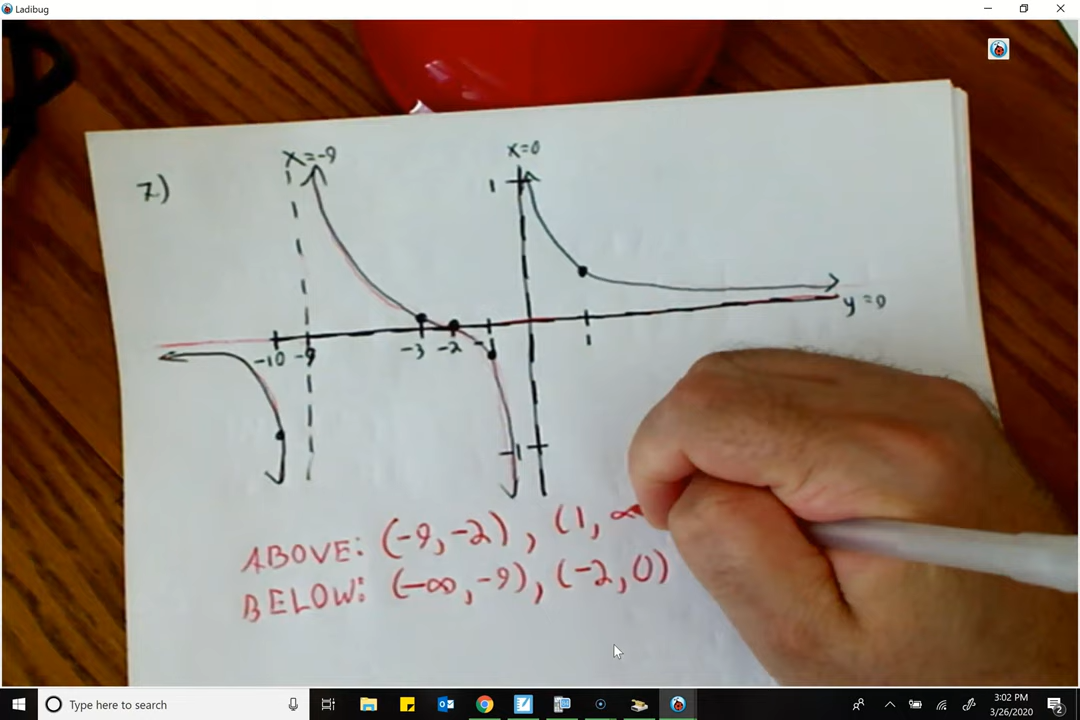 Ladibug
x=-9
x=0
7)
1
y=0
-10 -9 -3 -2 -1 1
ABOVE: (-9,-2), (1, ∞
BELOW: (-∞,-9), (-2,0)
Type here to search
3:02 PM
3/26/2020
2